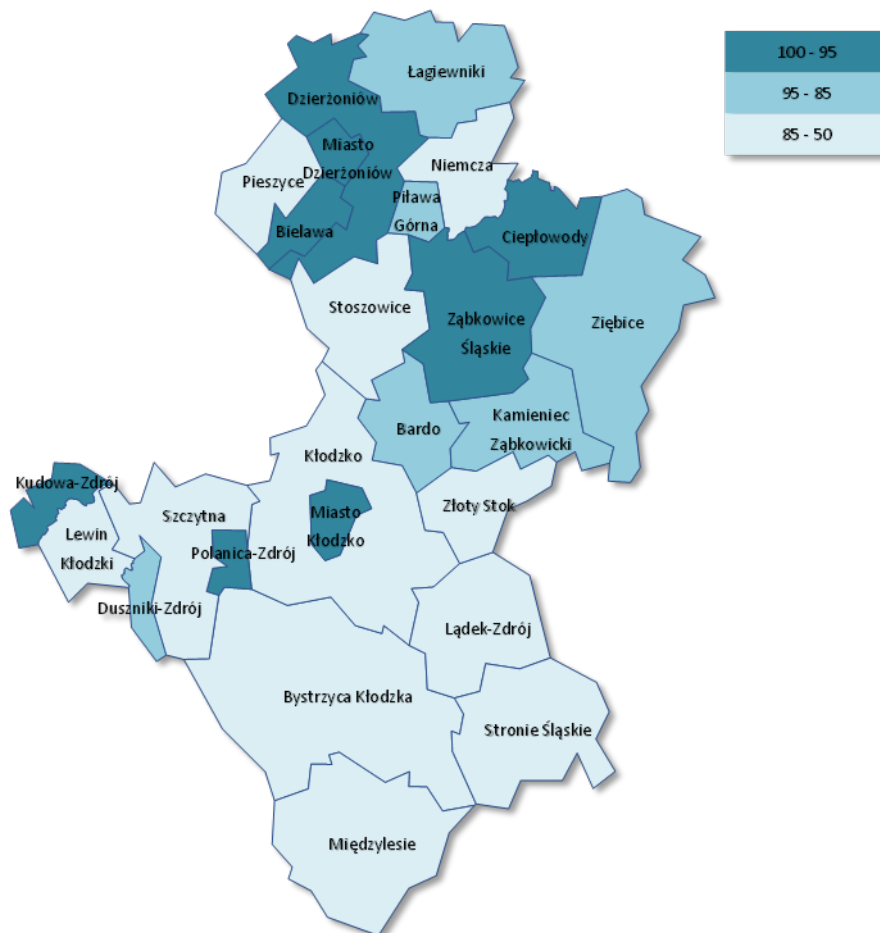 100 - 95
95 - 85
85 - 50
Łagiewniki
Dzierżoniów
Miasto
Dzierżoniów
Niemcza
Pieszyce
Piława
Górna
Bielawa
Ciepłowody
Stoszowice
Ząbkowice
Śląskie
Ziębice
Bardo
Kamieniec
Ząbkowicki
Kłodzko
Kudowa-Zdrój
Szczytna
Miasto
Kłodzko
Złoty Stok
Lewin
Kłodzki
Polanica-Zdrój
Duszniki-Zdrój
Lądek-Zdrój
Bystrzyca Kłodzka
Stronie Śląskie
Międzylesie